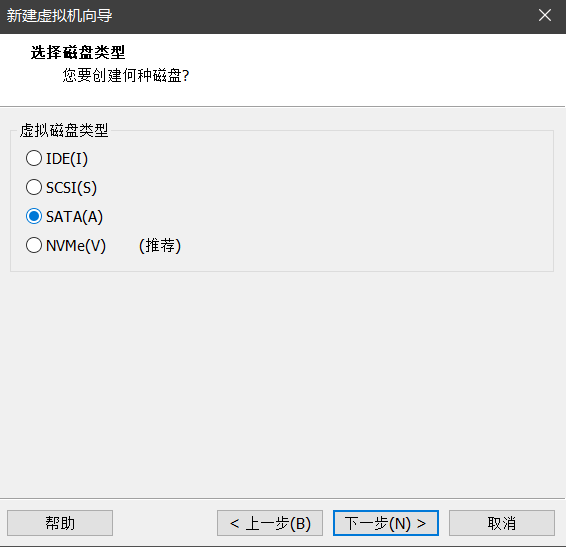 新建虚拟机向导
选择磁盘类型
您要创建何种磁盘?
虚拟磁盘类型
IDE(I)
SCSI(S)
SATA(A)
NVMe(V) (推荐)
帮助 < 上一步(B) 下一步(N) > 取消